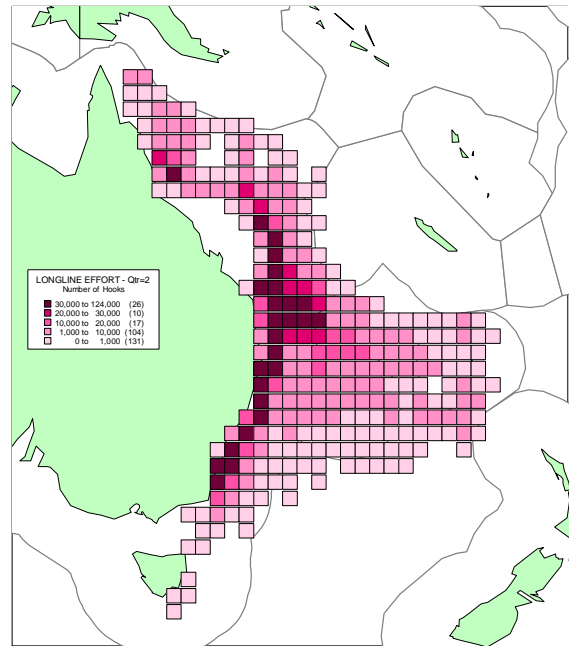 LONGLINE EFFORT - Qtr=2
Number of Hooks
30,000 to 124,000 (26)
20,000 to 30,000 (10)
10,000 to 20,000 (17)
1,000 to 10,000 (104)
0 to 1,000 (131)